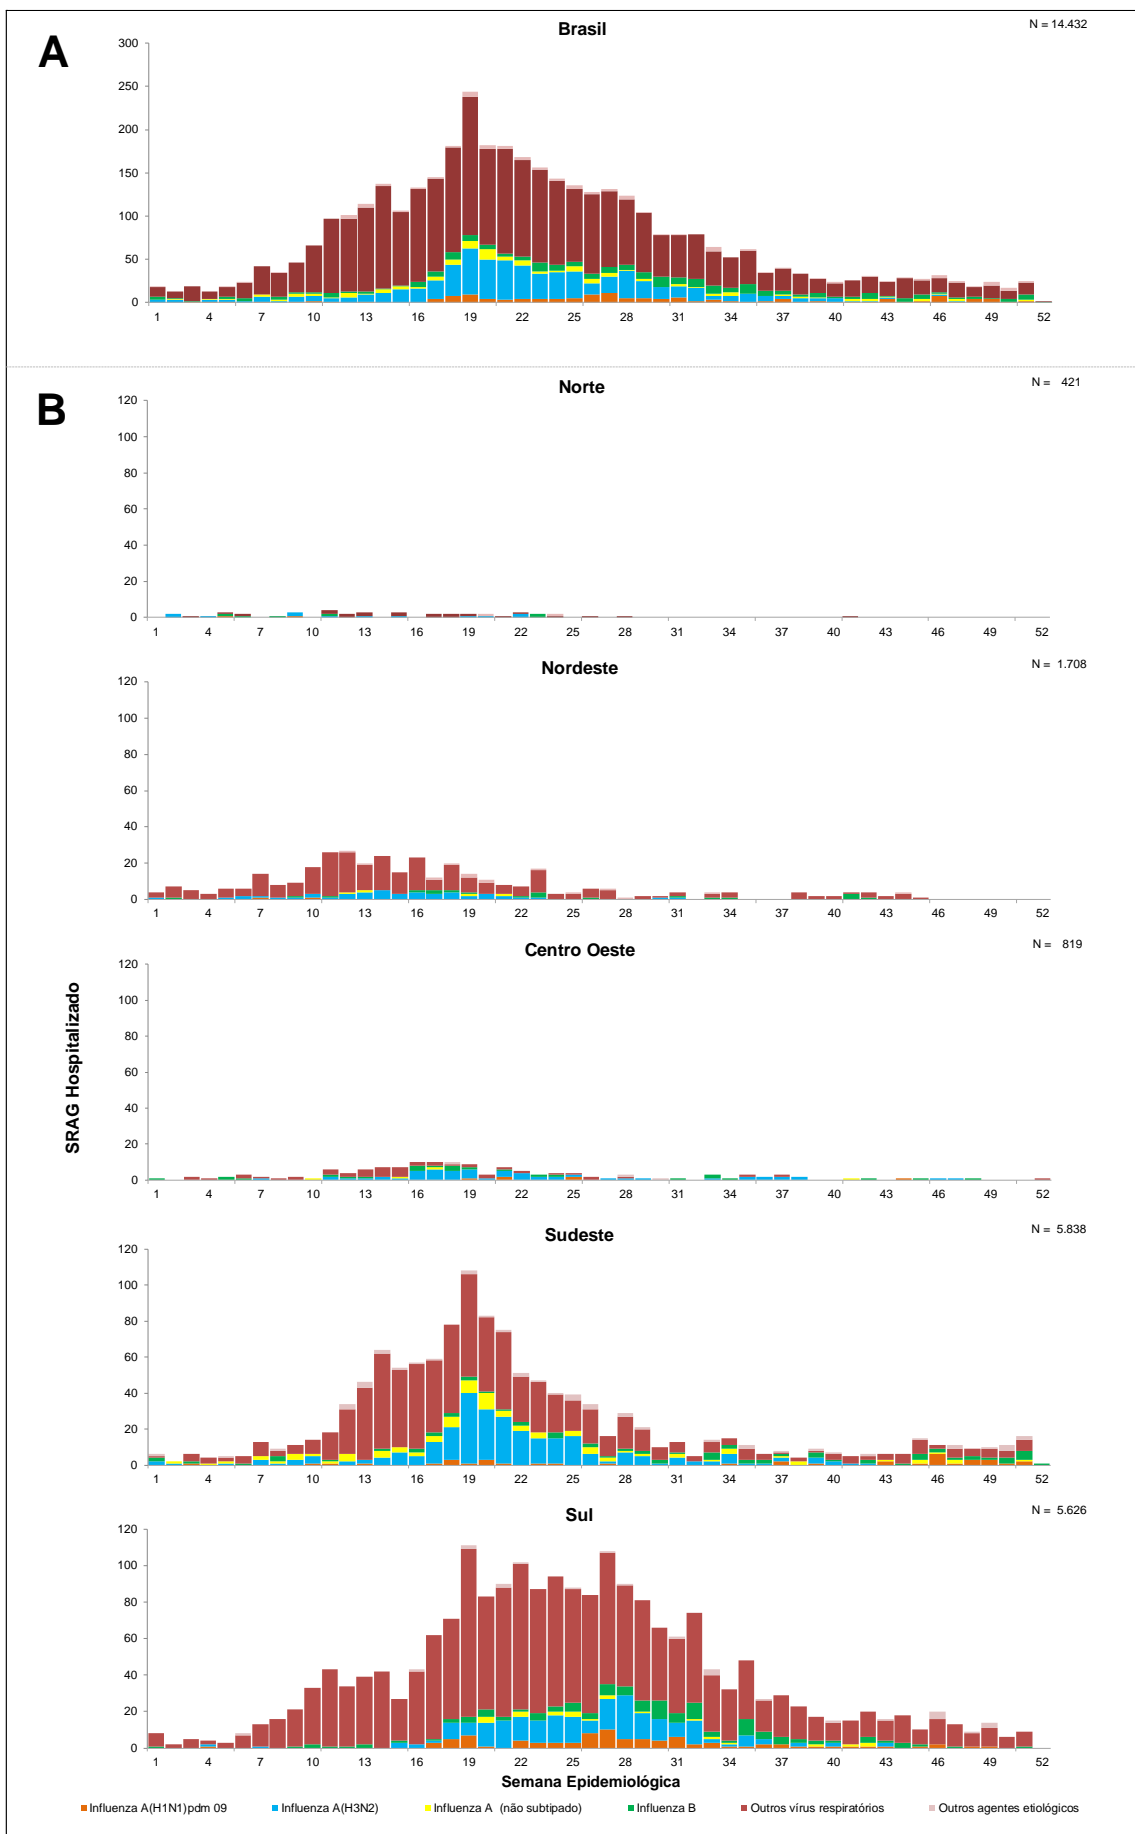 A
Brasil
N = 14.432
300
250
200
150
100
50
0
1 4 7 10 13 16 19 22 25 28 31 34 37 40 43 46 49 52
B
Norte
N = 421
120
100
80
60
40
20
0
1 4 7 10 13 16 19 22 25 28 31 34 37 40 43 46 49 52
Nordeste
N = 1.708
120
100
80
60
40
20
0
1 4 7 10 13 16 19 22 25 28 31 34 37 40 43 46 49 52
Centro Oeste
N = 819
120
100
80
60
40
20
0
1 4 7 10 13 16 19 22 25 28 31 34 37 40 43 46 49 52
SRAG Hospitalizado
Sudeste
N = 5.838
120
100
80
60
40
20
0
1 4 7 10 13 16 19 22 25 28 31 34 37 40 43 46 49 52
Sul
N = 5.626
120
100
80
60
40
20
0
1 4 7 10 13 16 19 22 25 28 31 34 37 40 43 46 49 52
Semana Epidemiológica
Influenza A(H1N1)pdm 09 Influenza A(H3N2) Influenza A (não subtipado) Influenza B Outros vírus respiratórios Outros agentes etiológicos